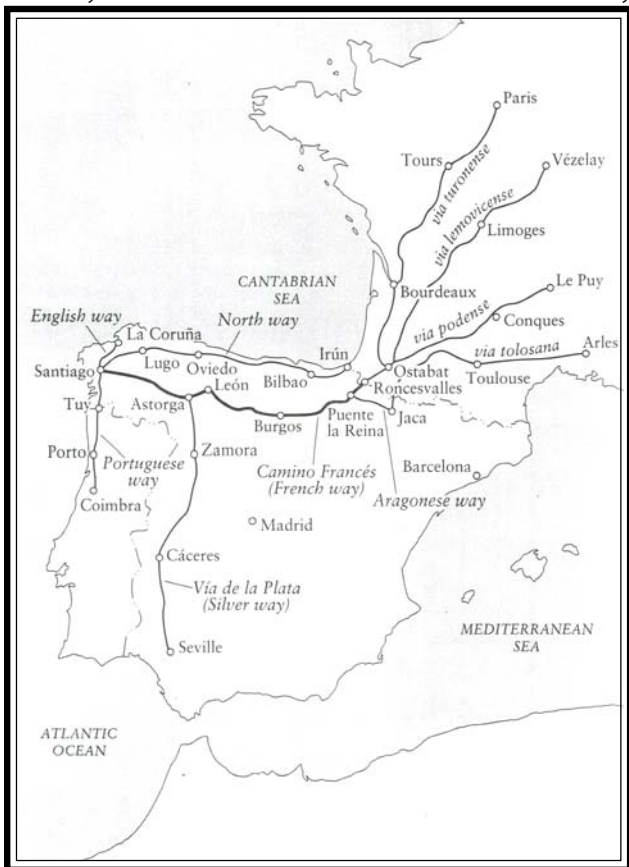 Paris
Tours
Vézelay
via turonense
via lemovicense
Limoges
CANTABRIAN
SEA
Bourdeaux
Le Puy
English way
La Coruña
North way
via podense
Conques
Arles
Santiago
Lugo
Oviedo
Irún
via tolosana
León
Bilbao
Ostabat
Toulouse
Roncesvalles
Tuy
Astorga
Burgos
Puente
la Reina
Jaca
Porto
Portuguese
way
Zamora
Camino Francés
(French way)
Barcelona
Aragonese way
Coimbra
Madrid
Cáceres
Vía de la Plata
(Silver way)
MEDITERRANEAN
SEA
Seville
ATLANTIC
OCEAN